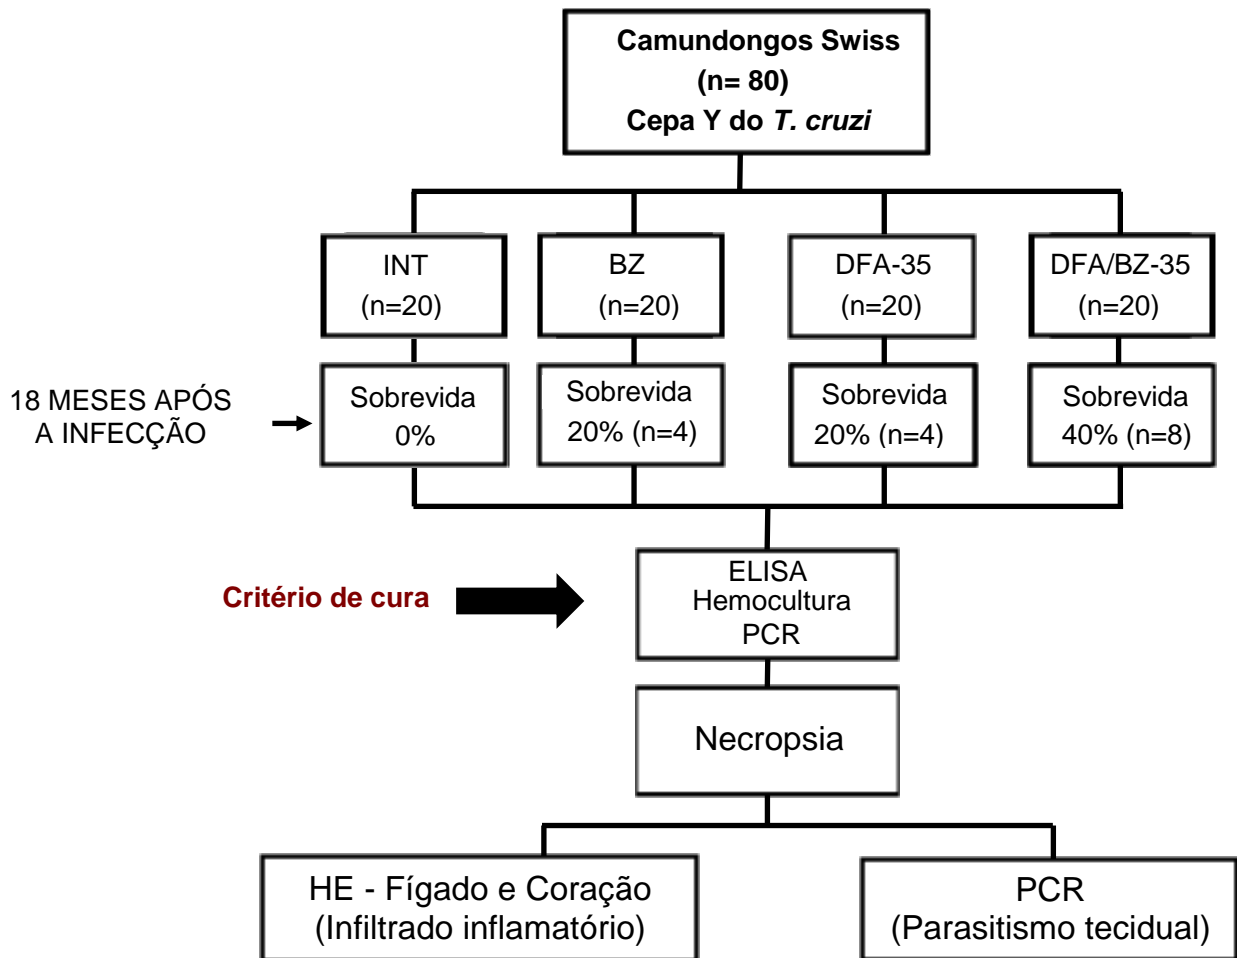 Camundongos Swiss
(n= 80)
Cepa Y do T. cruzi
INT
(n=20)
BZ
(n=20)
DFA-35
(n=20)
DFA/BZ-35
(n=20)
18 MESES APÓS
A INFECÇÃO
Sobrevida
0%
Sobrevida
20% (n=4)
Sobrevida
20% (n=4)
Sobrevida
40% (n=8)
Critério de cura
ELISA
Hemocultura
PCR
Necropsia
HE - Fígado e Coração
(Infiltrado inflamatório)
PCR
(Parasitismo tecidual)